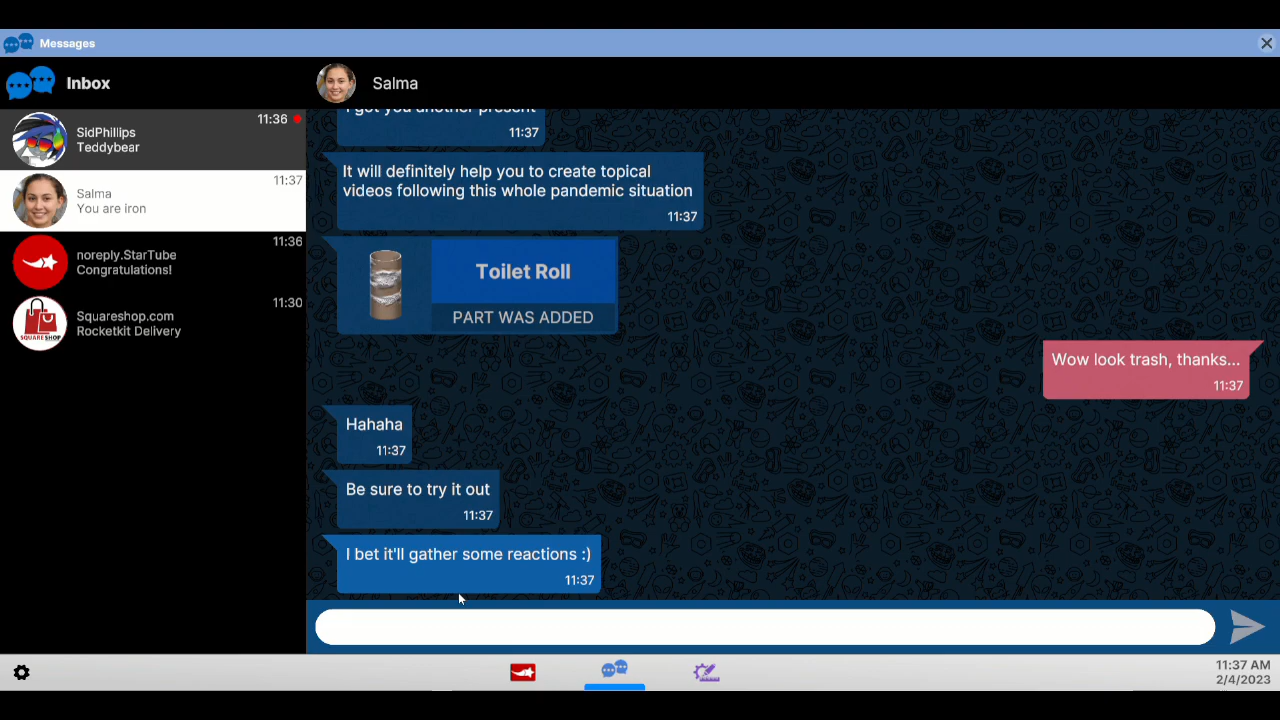 Messages
Inbox
Salma
SidPhillips
Teddybear
11:36
Salma
You are iron
11:37
noreply.StarTube
Congratulations!
11:36
Squareshop.com
Rocketkit Delivery
11:30
SQUARE SHOP
I got you another present
11:37
It will definitely help you to create topical
videos following this whole pandemic situation
11:37
Toilet Roll
PART WAS ADDED
Wow look trash, thanks...
11:37
Hahaha
11:37
Be sure to try it out
11:37
I bet it'll gather some reactions :)
11:37
11:37 AM
2/4/2023